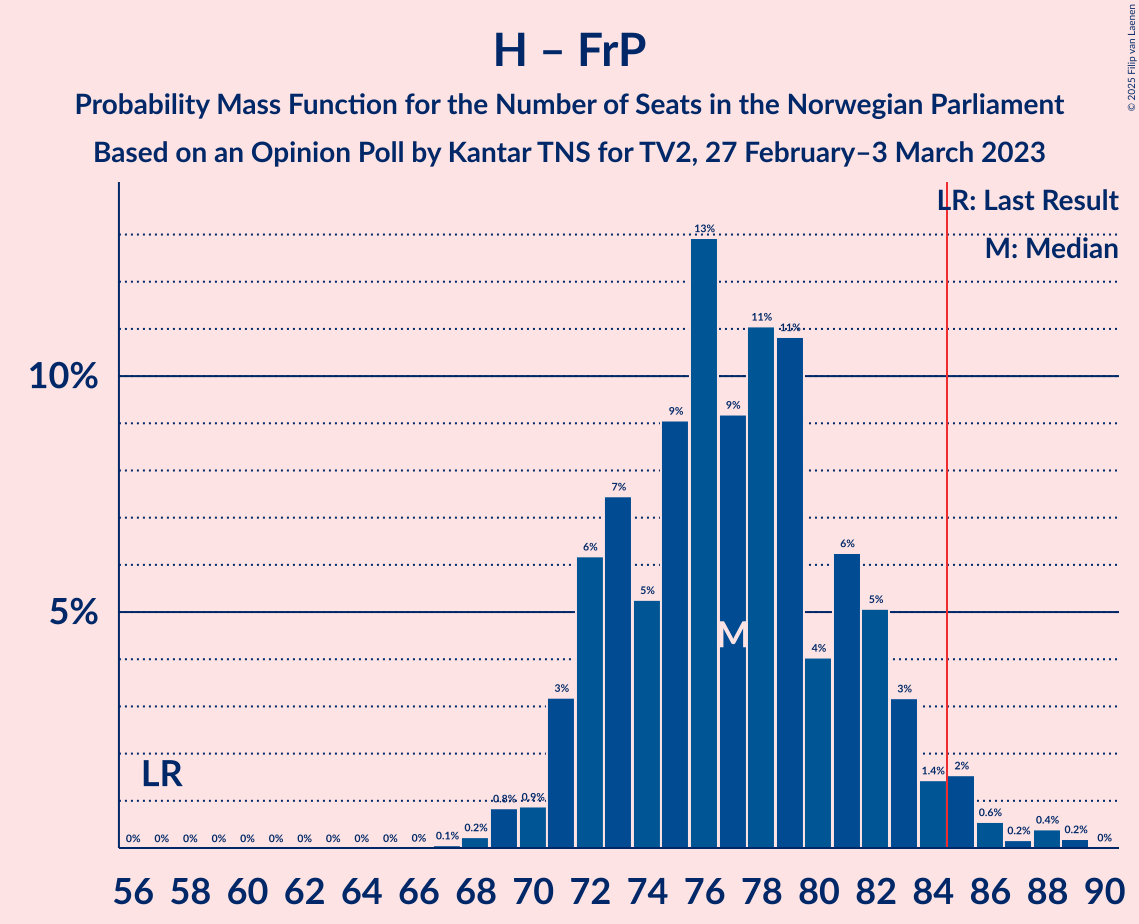 H – FrP
Probability Mass Function for the Number of Seats in the Norwegian Parliament
Based on an Opinion Poll by Kantar TNS for TV2, 27 February–3 March 2023
© 2025 Filip van Laenen
LR: Last Result
M: Median
10%
5%
0% 0% 0% 0% 0% 0% 0% 0% 0% 0% 0% 0.1% 0.2% 0.8% 0.9% 3% 6% 7% 5% 9% 13% 9% 11% 11% 4% 6% 5% 3% 1.4% 2% 0.6% 0.2% 0.4% 0.2% 0%
M
LR
56 58 60 62 64 66 68 70 72 74 76 78 80 82 84 86 88 90